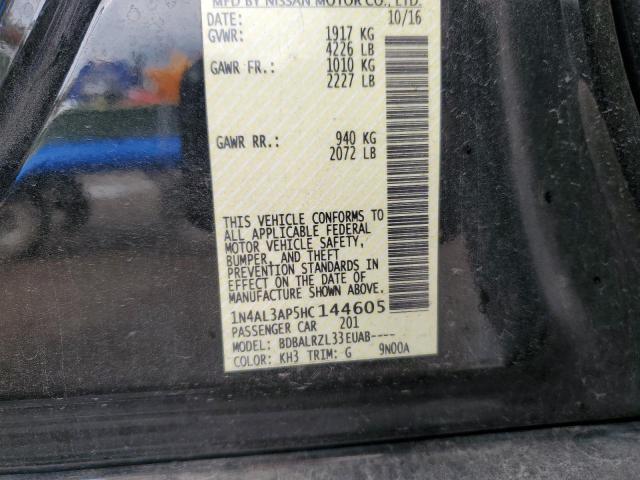 MFD BY NISSAN MOTOR CO., LTD.
DATE: 10/16
GVWR: 1917 KG
4226 LB
GAWR FR.: 1010 KG
2227 LB
GAWR RR.: 940 KG
2072 LB
THIS VEHICLE CONFORMS TO
ALL APPLICABLE FEDERAL
MOTOR VEHICLE SAFETY,
BUMPER, AND THEFT
PREVENTION STANDARDS IN
EFFECT ON THE DATE OF
MANUFACTURE SHOWN ABOVE.
1N4AL3AP5HC144605
PASSENGER CAR 201
MODEL: BDBALRZL33EUAB----
COLOR: KH3 TRIM: G 9N00A